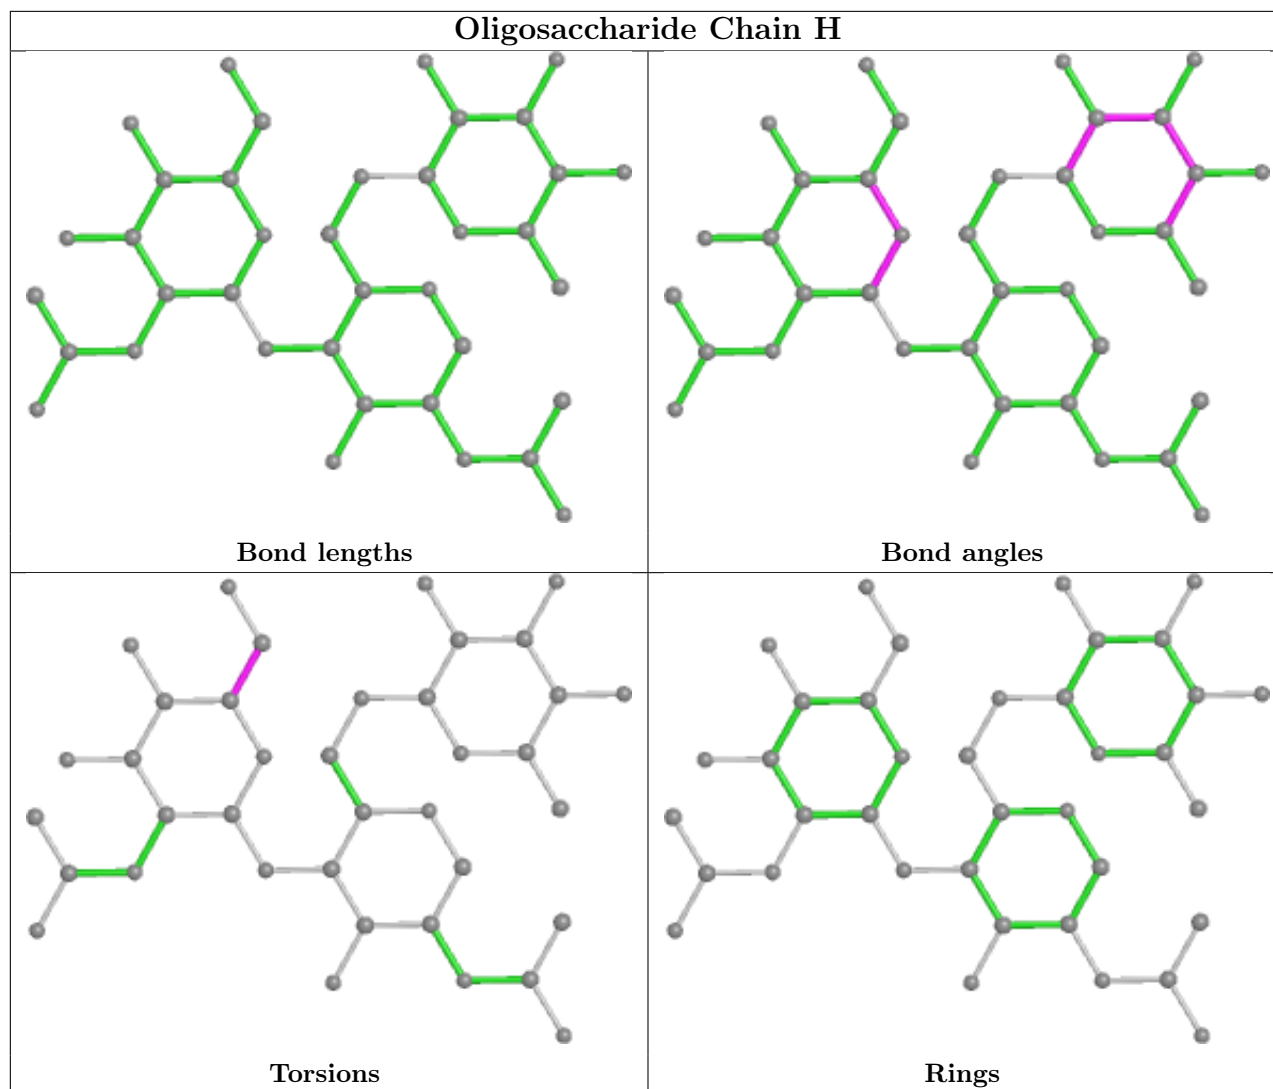 Oligosaccharide Chain H
Bond lengths
Bond angles
Torsions
Rings